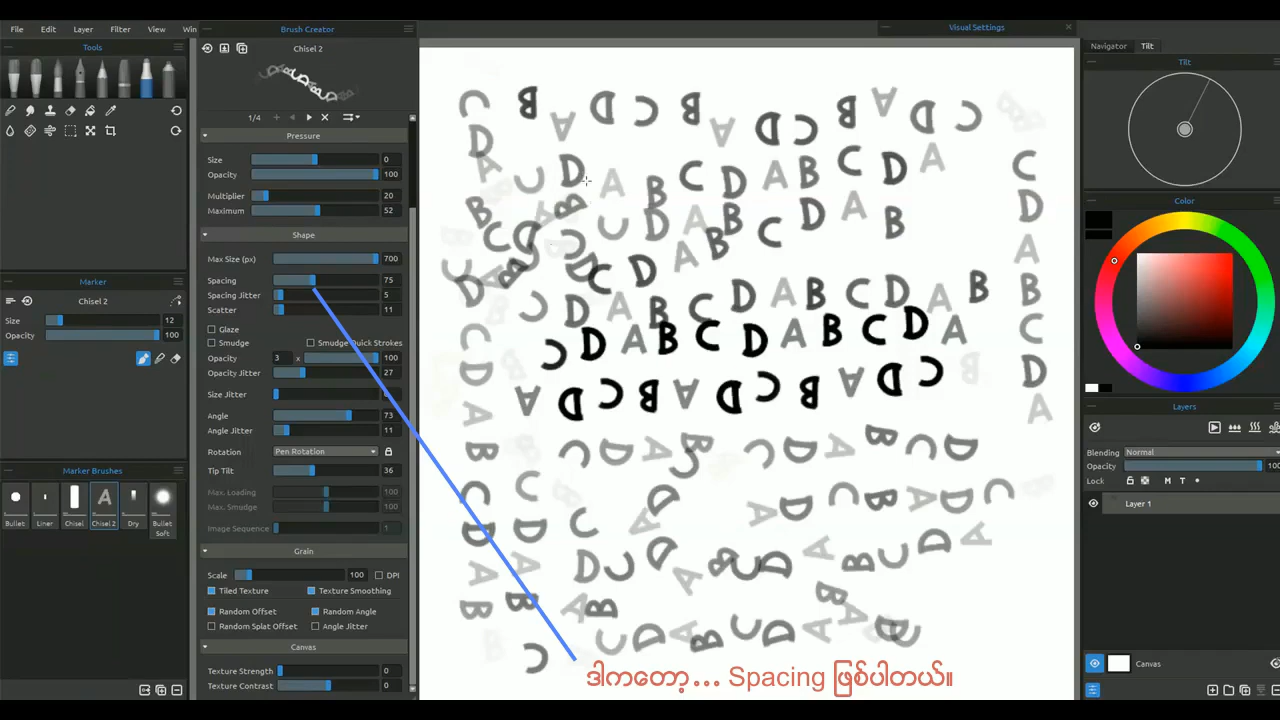 File Edit Layer Filter View Win
Tools
Marker
Chisel 2
Size 12
Opacity 100
Marker Brushes
A
Bullet Liner Chisel Chisel 2 Dry Bullet Soft
Brush Creator
Chisel 2
1/4
Pressure
Size 0
Opacity 100
Multiplier 20
Maximum 52
Shape
Max Size (px) 700
Spacing 75
Spacing Jitter 5
Scatter 11
Glaze
Smudge Smudge Quick Strokes
Opacity 3 x 100
Opacity Jitter 27
Size Jitter
Angle 73
Angle Jitter 11
Rotation Pen Rotation
Tip Tilt 36
Max. Loading 100
Max. Smudge 100
Image Sequence 1
Grain
Scale 100 DPI
Tiled Texture Texture Smoothing
Random Offset Random Angle
Random Splat Offset Angle Jitter
Canvas
Texture Strength 0
Texture Contrast 0
Visual Settings
C B A D C B A D C B A D C
D A C D A B C D A B C D A C
D B C D A B
D A B C D A B C D A B
C D A B C D A B C D A
A D C B A D C B A D C
ဒါကတော့... Spacing ဖြစ်ပါတယ်။
Navigator Tilt
Tilt
Color
Layers
Blending Normal
Opacity 100
Lock M T
Layer 1
Canvas